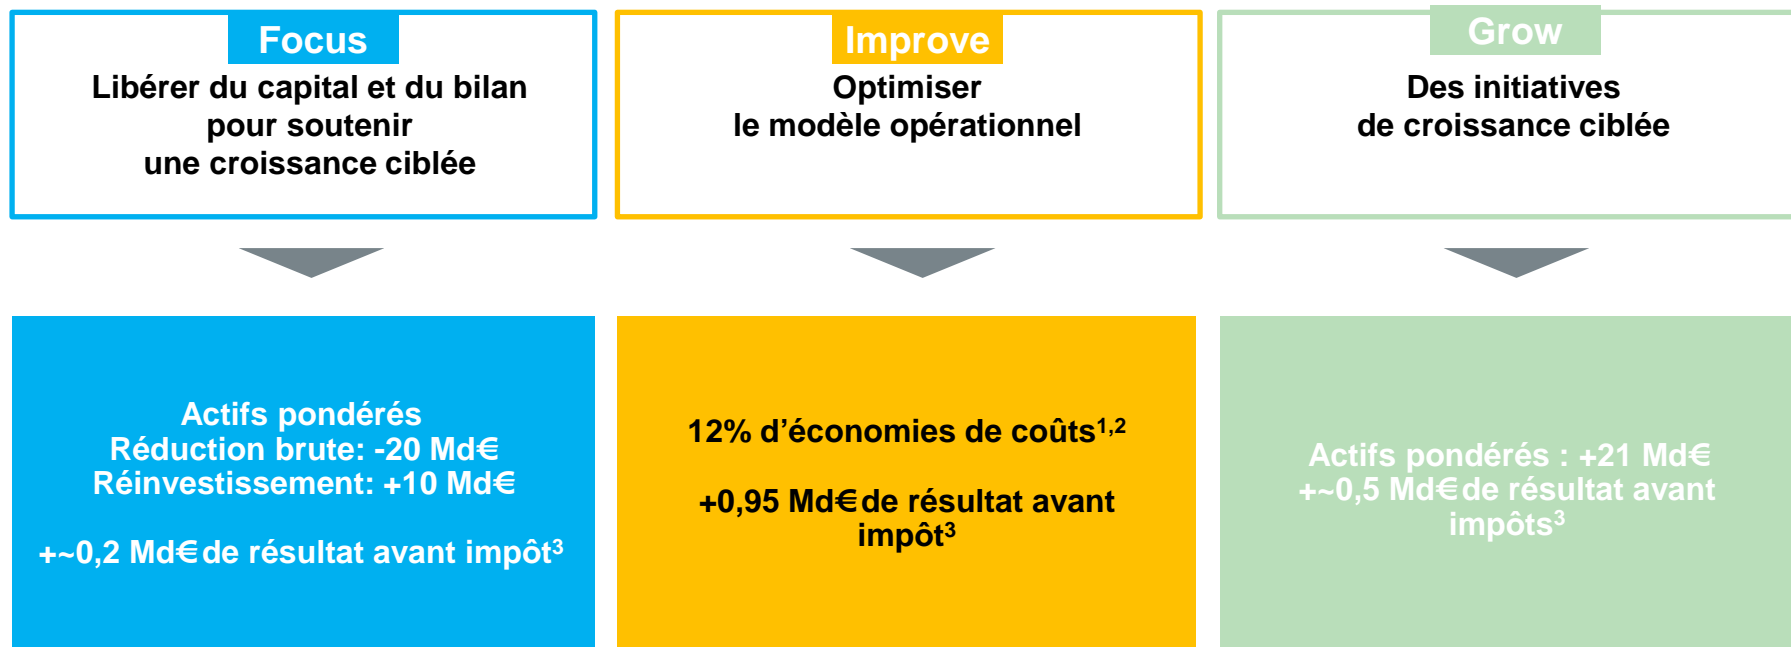 Focus
Libérer du capital et du bilan
pour soutenir
une croissance ciblée
Improve
Optimiser
le modèle opérationnel
Grow
Des initiatives
de croissance ciblée
Actifs pondérés
Réduction brute: -20 Md€
Réinvestissement: +10 Md€
+~0,2 Md€ de résultat avant impôt³
12% d’économies de coûts¹,²
+0,95 Md€ de résultat avant
impôt³
Actifs pondérés : +21 Md€
+~0,5 Md€ de résultat avant
impôts³